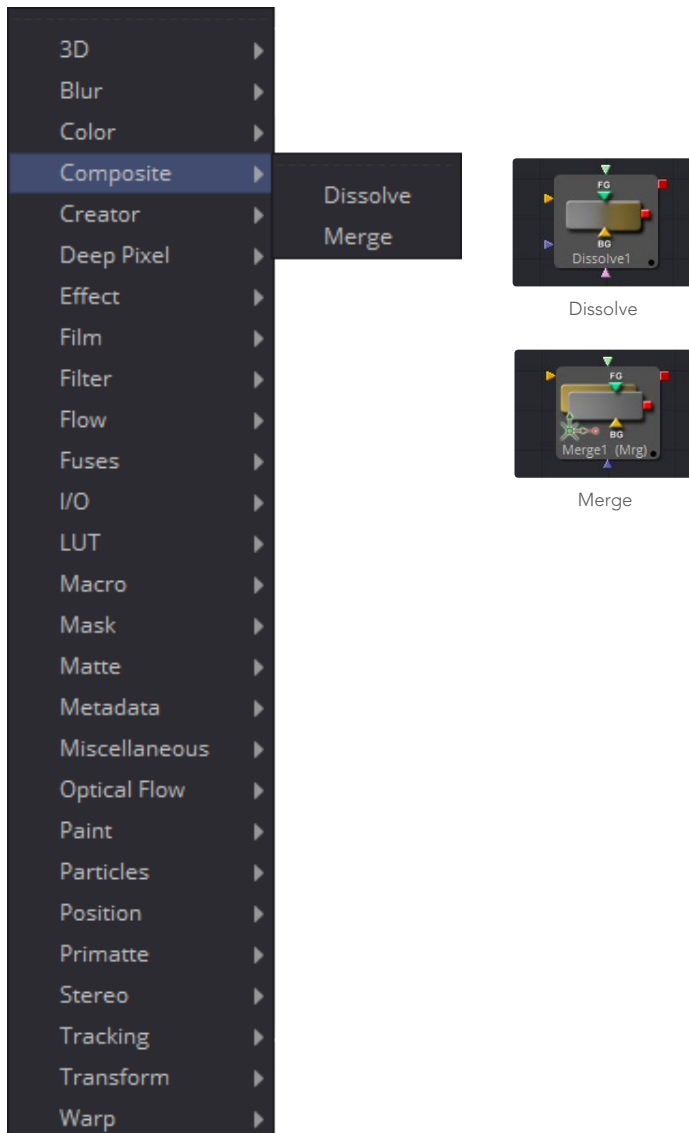 3D
Blur
Color
Composite
Creator
Deep Pixel
Effect
Film
Filter
Flow
Fuses
I/O
LUT
Macro
Mask
Matte
Metadata
Miscellaneous
Optical Flow
Paint
Particles
Position
Primatte
Stereo
Tracking
Transform
Warp
Dissolve
Merge
FG
BG
Dissolve1
Dissolve
FG
BG
Merge1 (Mrg)
Merge